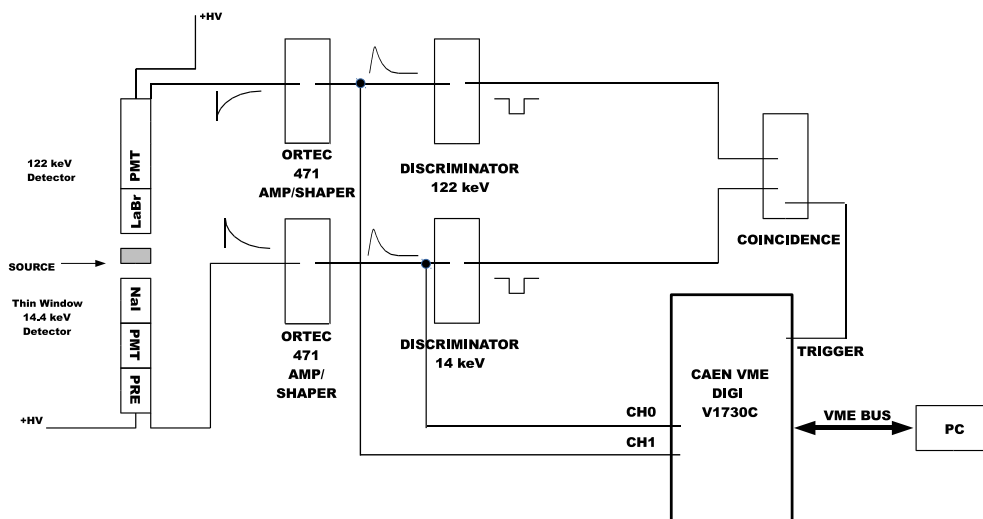 +HV
122 keV
Detector
PMT
LaBr
SOURCE
Thin Window
14.4 keV
Detector
NaI
PMT
PRE
+HV
ORTEC
471
AMP/SHAPER
DISCRIMINATOR
122 keV
COINCIDENCE
ORTEC
471
AMP/
SHAPER
DISCRIMINATOR
14 keV
TRIGGER
CAEN VME
DIGI
V1730C
CH0
CH1
VME BUS
PC